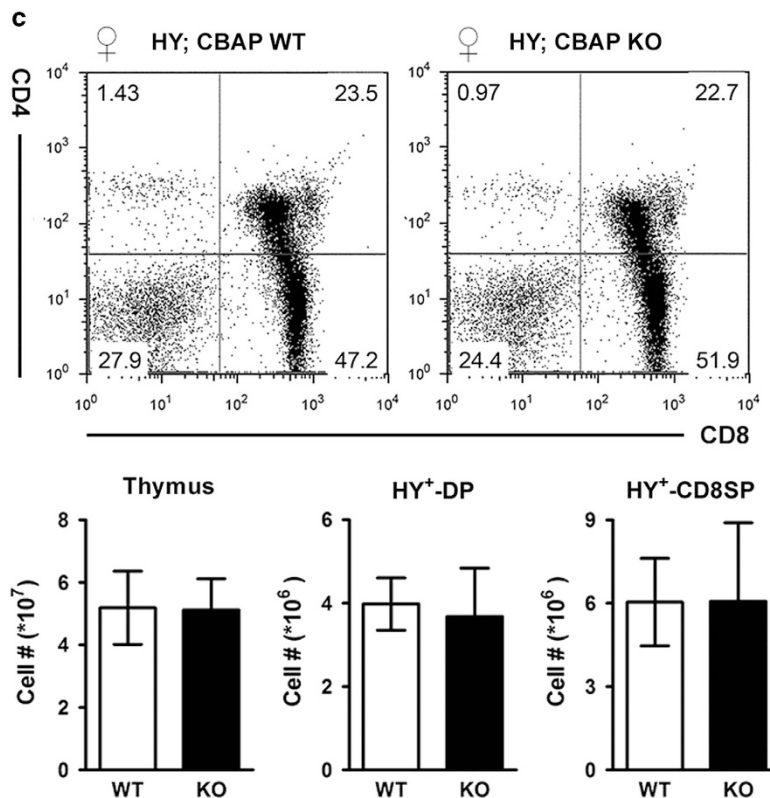 c
♀ HY; CBAP WT
♀ HY; CBAP KO
CD4
10⁴
10³
10²
10¹
10⁰
1.43
23.5
27.9
47.2
10⁰ 10¹ 10² 10³ 10⁴
10⁴
10³
10²
10¹
10⁰
0.97
22.7
24.4
51.9
10⁰ 10¹ 10² 10³ 10⁴
CD8
Thymus
Cell # (*10⁷)
8
6
4
2
0
WT KO
HY⁺-DP
Cell # (*10⁶)
6
4
2
0
WT KO
HY⁺-CD8SP
Cell # (*10⁶)
9
6
3
0
WT KO